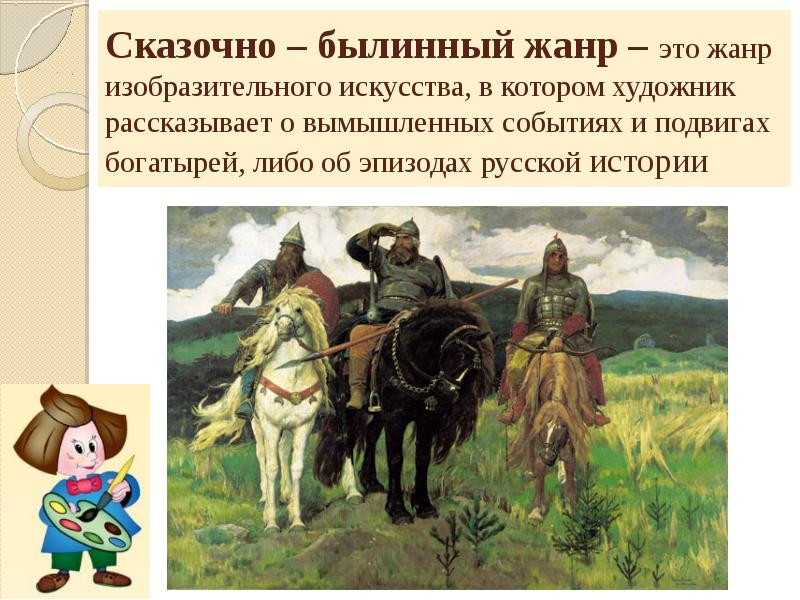 Сказочно – былинный жанр – это жанр
изобразительного искусства, в котором художник
рассказывает о вымышленных событиях и подвигах
богатырей, либо об эпизодах русской истории